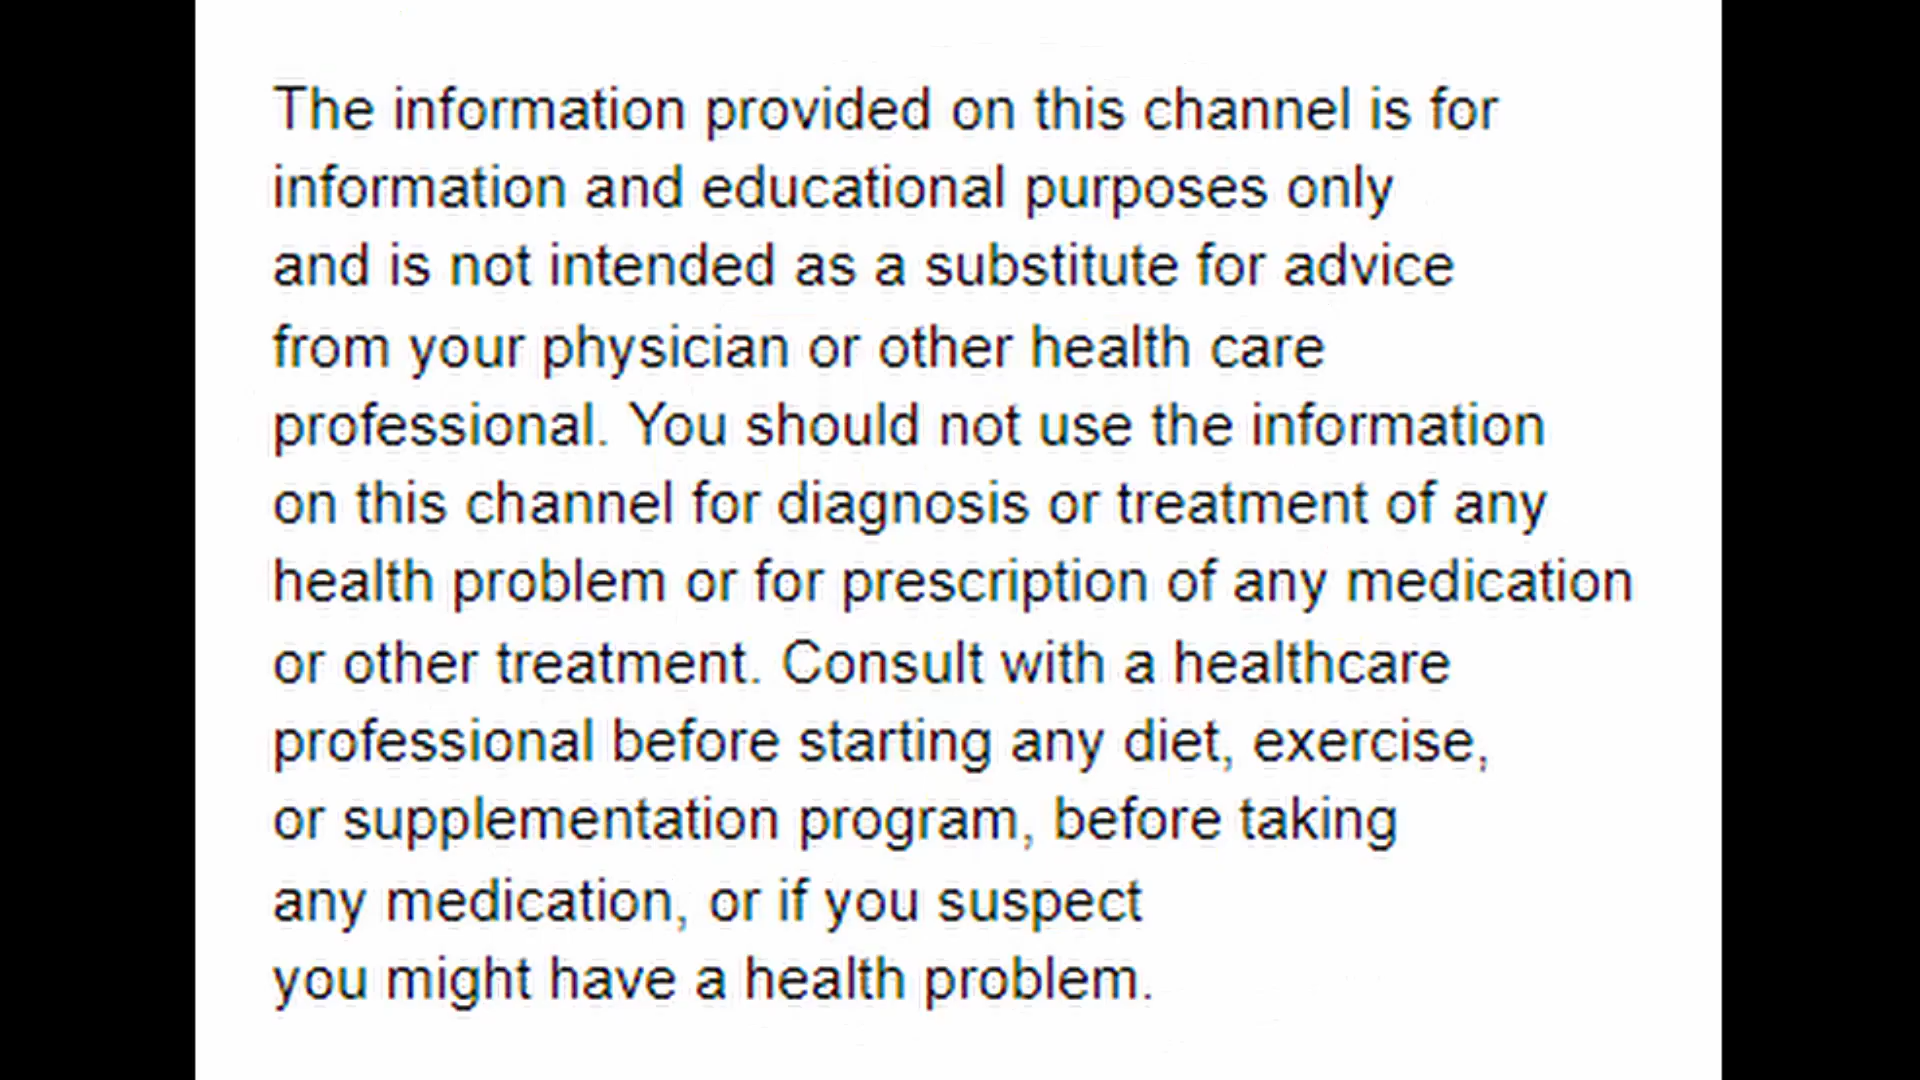 The information provided on this channel is for
information and educational purposes only
and is not intended as a substitute for advice
from your physician or other health care
professional. You should not use the information
on this channel for diagnosis or treatment of any
health problem or for prescription of any medication
or other treatment. Consult with a healthcare
professional before starting any diet, exercise,
or supplementation program, before taking
any medication, or if you suspect
you might have a health problem.